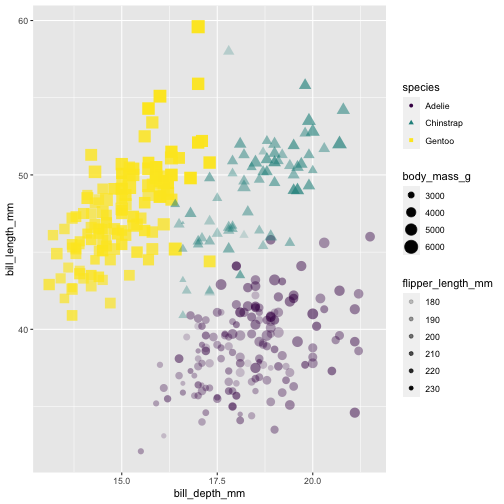 60
50
40
bill_length_mm
15.0
17.5
20.0
bill_depth_mm
species
Adelie
Chinstrap
Gentoo
body_mass_g
3000
4000
5000
6000
flipper_length_mm
180
190
200
210
220
230